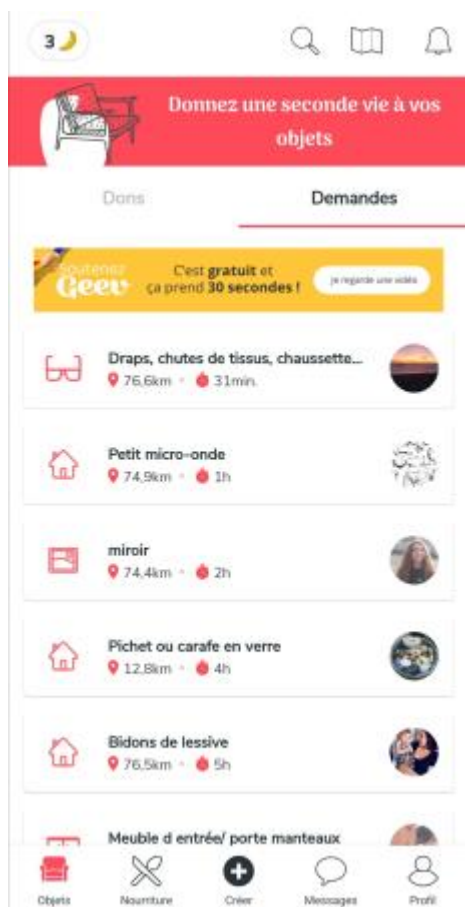 3
Donnez une seconde vie à vos
objets
Dons
Demandes
Soutenez
Geev
C'est gratuit et
ça prend 30 secondes !
je regarde une vidéo
Draps, chutes de tissus, chaussette...
76,6km · 31min.
Petit micro-onde
74,9km · 1h
miroir
74,4km · 2h
Pichet ou carafe en verre
12,8km · 4h
Bidons de lessive
76,5km · 5h
Meuble d entrée/ porte manteaux
Objets
Nourriture
Créer
Messages
Profil